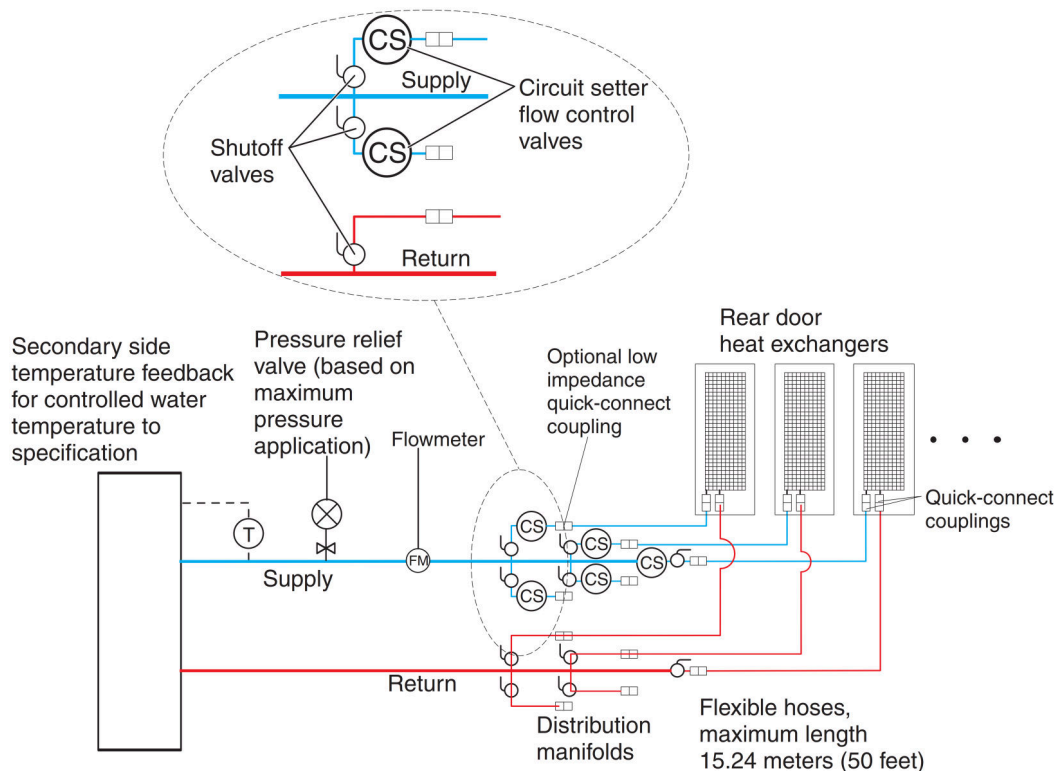 CS
Supply
Circuit setter
flow control
valves
CS
Shutoff
valves
Return
Rear door
heat exchangers
Secondary side
temperature feedback
for controlled water
temperature to
specification
Pressure relief
valve (based on
maximum
pressure
application)
Flowmeter
Optional low
impedance
quick-connect
coupling
Quick-connect
couplings
T
FM
Supply
CS
CS
CS
CS
CS
Return
Distribution
manifolds
Flexible hoses,
maximum length
15.24 meters (50 feet)